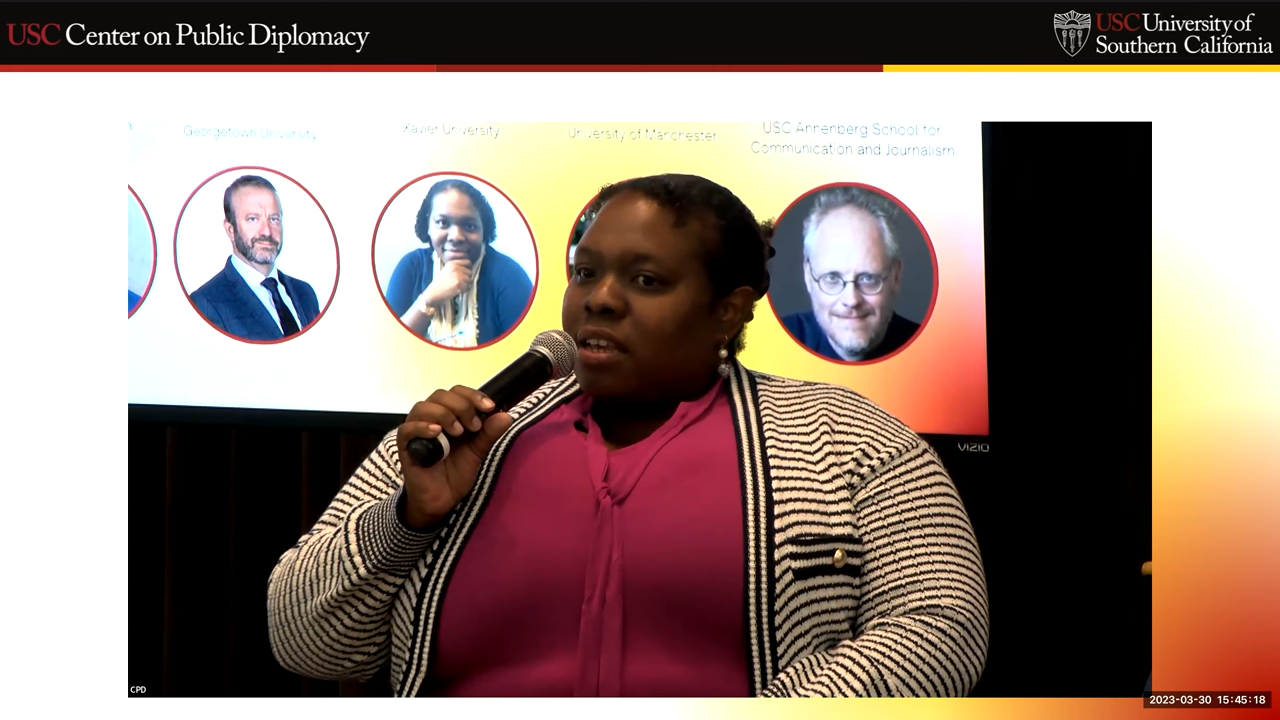 USC Center on Public Diplomacy
USC University of
Southern California
Georgetown University
Xavier University
University of Manchester
USC Annenberg School for
Communication and Journalism
VIZIO
CPD
2023-03-30 15:45:18